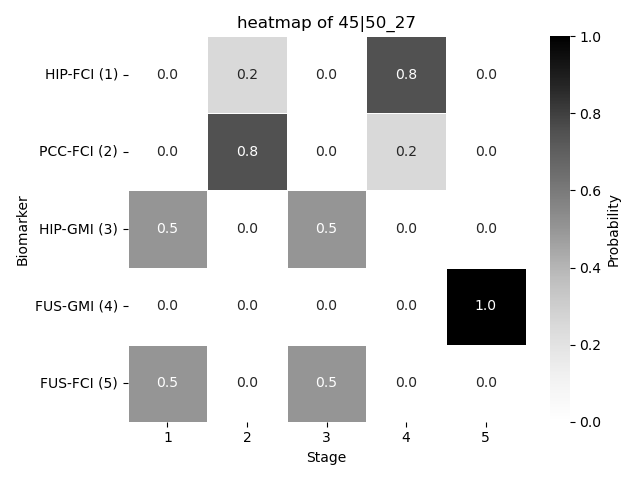 heatmap of 45|50_27
HIP-FCI (1) 0.0 0.2 0.0 0.8 0.0
PCC-FCI (2) 0.0 0.8 0.0 0.2 0.0
HIP-GMI (3) 0.5 0.0 0.5 0.0 0.0
FUS-GMI (4) 0.0 0.0 0.0 0.0 1.0
FUS-FCI (5) 0.5 0.0 0.5 0.0 0.0
1 2 3 4 5
Stage
Biomarker
1.0
0.8
0.6
0.4
0.2
0.0
Probability